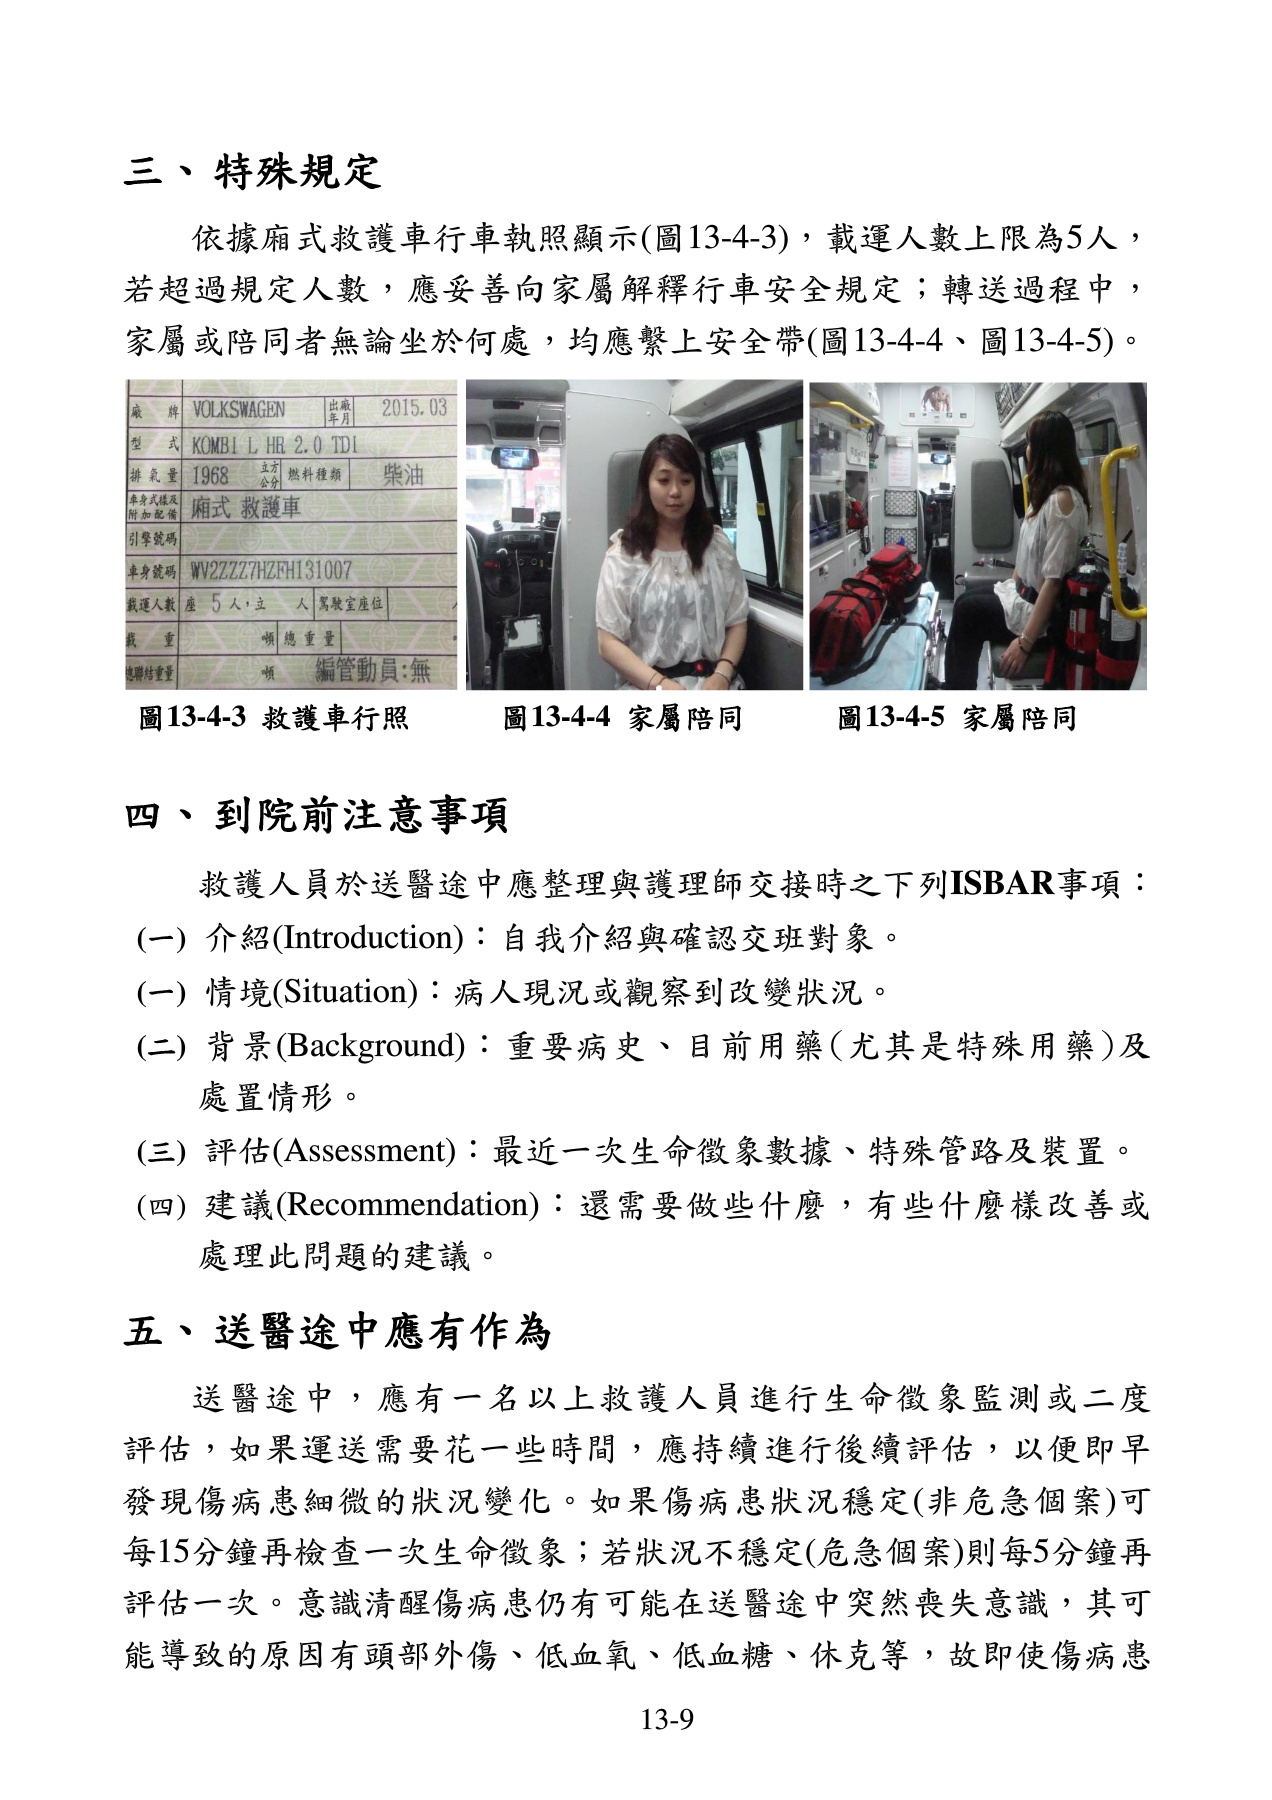 三、特殊規定
依據廂式救護車行車執照顯示(圖13-4-3)，載運人數上限為5人，
若超過規定人數，應妥善向家屬解釋行車安全規定；轉送過程中，
家屬或陪同者無論坐於何處，均應繫上安全帶(圖13-4-4、圖13-4-5)。
廠牌 VOLKSWAGEN 出廠年月 2015.03
型式 KOMBI L HR 2.0 TDI
排氣量 1968 立方公分 燃料種類 柴油
車身式樣及附加配備 廂式 救護車
引擎號碼
車身號碼 WV2ZZZ7HZFH131007
載運人數 座 5 人，立 人 駕駛室座位 人
載重 噸 總重量
總聯結重量 噸 編管動員:無
圖13-4-3 救護車行照
圖13-4-4 家屬陪同
圖13-4-5 家屬陪同
四、到院前注意事項
救護人員於送醫途中應整理與護理師交接時之下列ISBAR事項：
(一) 介紹(Introduction)：自我介紹與確認交班對象。
(一) 情境(Situation)：病人現況或觀察到改變狀況。
(二) 背景(Background)：重要病史、目前用藥(尤其是特殊用藥)及
處置情形。
(三) 評估(Assessment)：最近一次生命徵象數據、特殊管路及裝置。
(四) 建議(Recommendation)：還需要做些什麼，有些什麼樣改善或
處理此問題的建議。
五、送醫途中應有作為
送醫途中，應有一名以上救護人員進行生命徵象監測或二度
評估，如果運送需要花一些時間，應持續進行後續評估，以便即早
發現傷病患細微的狀況變化。如果傷病患狀況穩定(非危急個案)可
每15分鐘再檢查一次生命徵象；若狀況不穩定(危急個案)則每5分鐘再
評估一次。意識清醒傷病患仍有可能在送醫途中突然喪失意識，其可
能導致的原因有頭部外傷、低血氧、低血糖、休克等，故即使傷病患
13-9